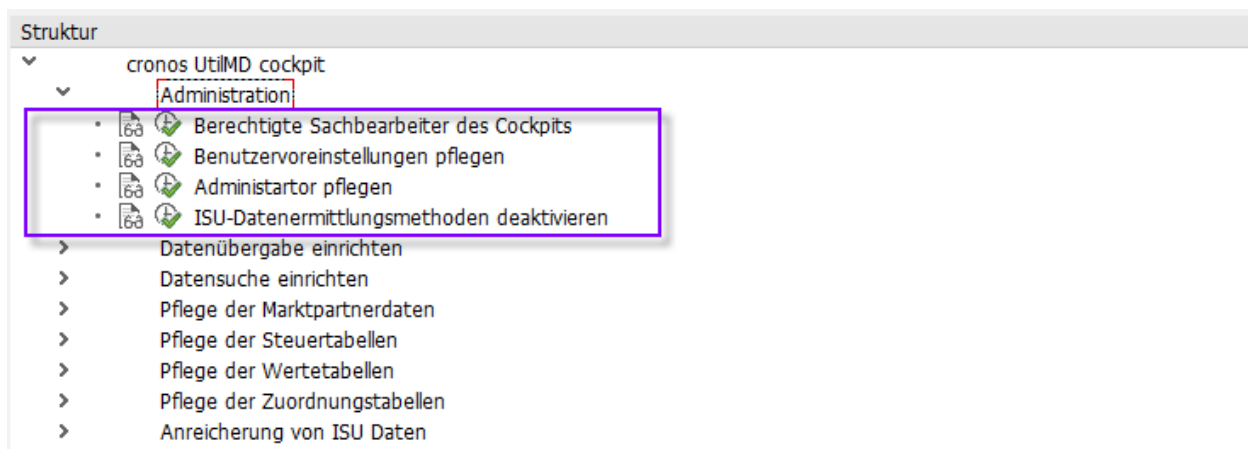 Struktur
cronos UtilMD cockpit
Administration
Berechtigte Sachbearbeiter des Cockpits
Benutzervoreinstellungen pflegen
Administartor pflegen
ISU-Datenermittlungsmethoden deaktivieren
Datenübergabe einrichten
Datensuche einrichten
Pflege der Marktpartnerdaten
Pflege der Steuertabellen
Pflege der Wertetabellen
Pflege der Zuordnungstabellen
Anreicherung von ISU Daten